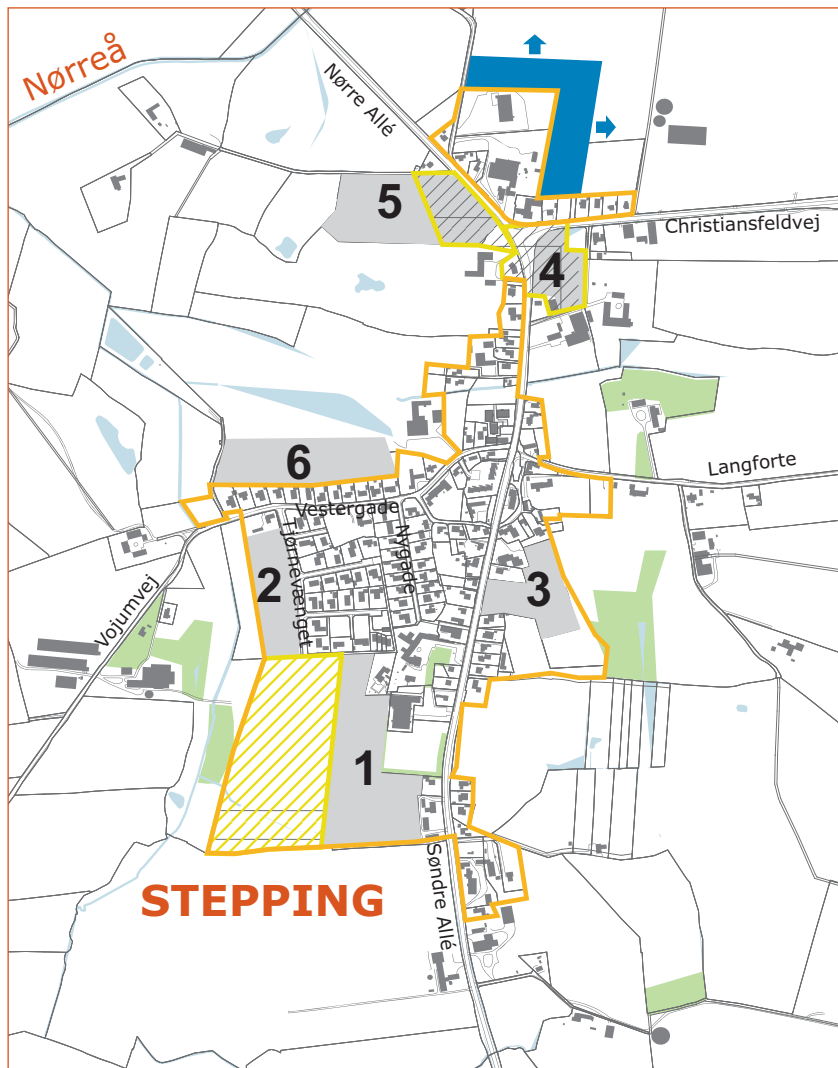 Nørreå
Nørre Allé
5
Christiansfeldvej
4
6
Langforte
Vestergade
Tjørnevænget
Nygade
2
3
Vojumvej
1
Søndre Allé
STEPPING